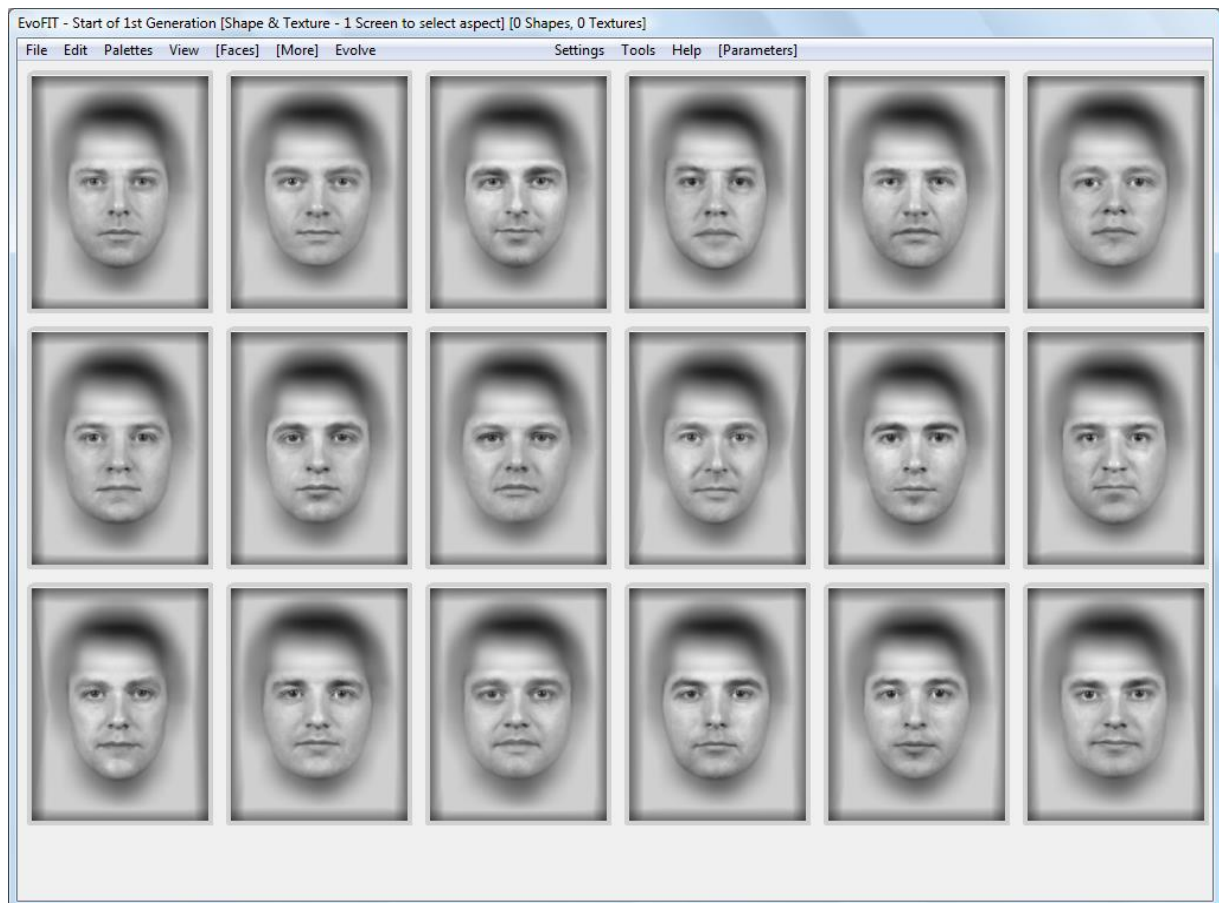 EvoFIT - Start of 1st Generation [Shape & Texture - 1 Screen to select aspect] [0 Shapes, 0 Textures]
File Edit Palettes View [Faces] [More] Evolve Settings Tools Help [Parameters]